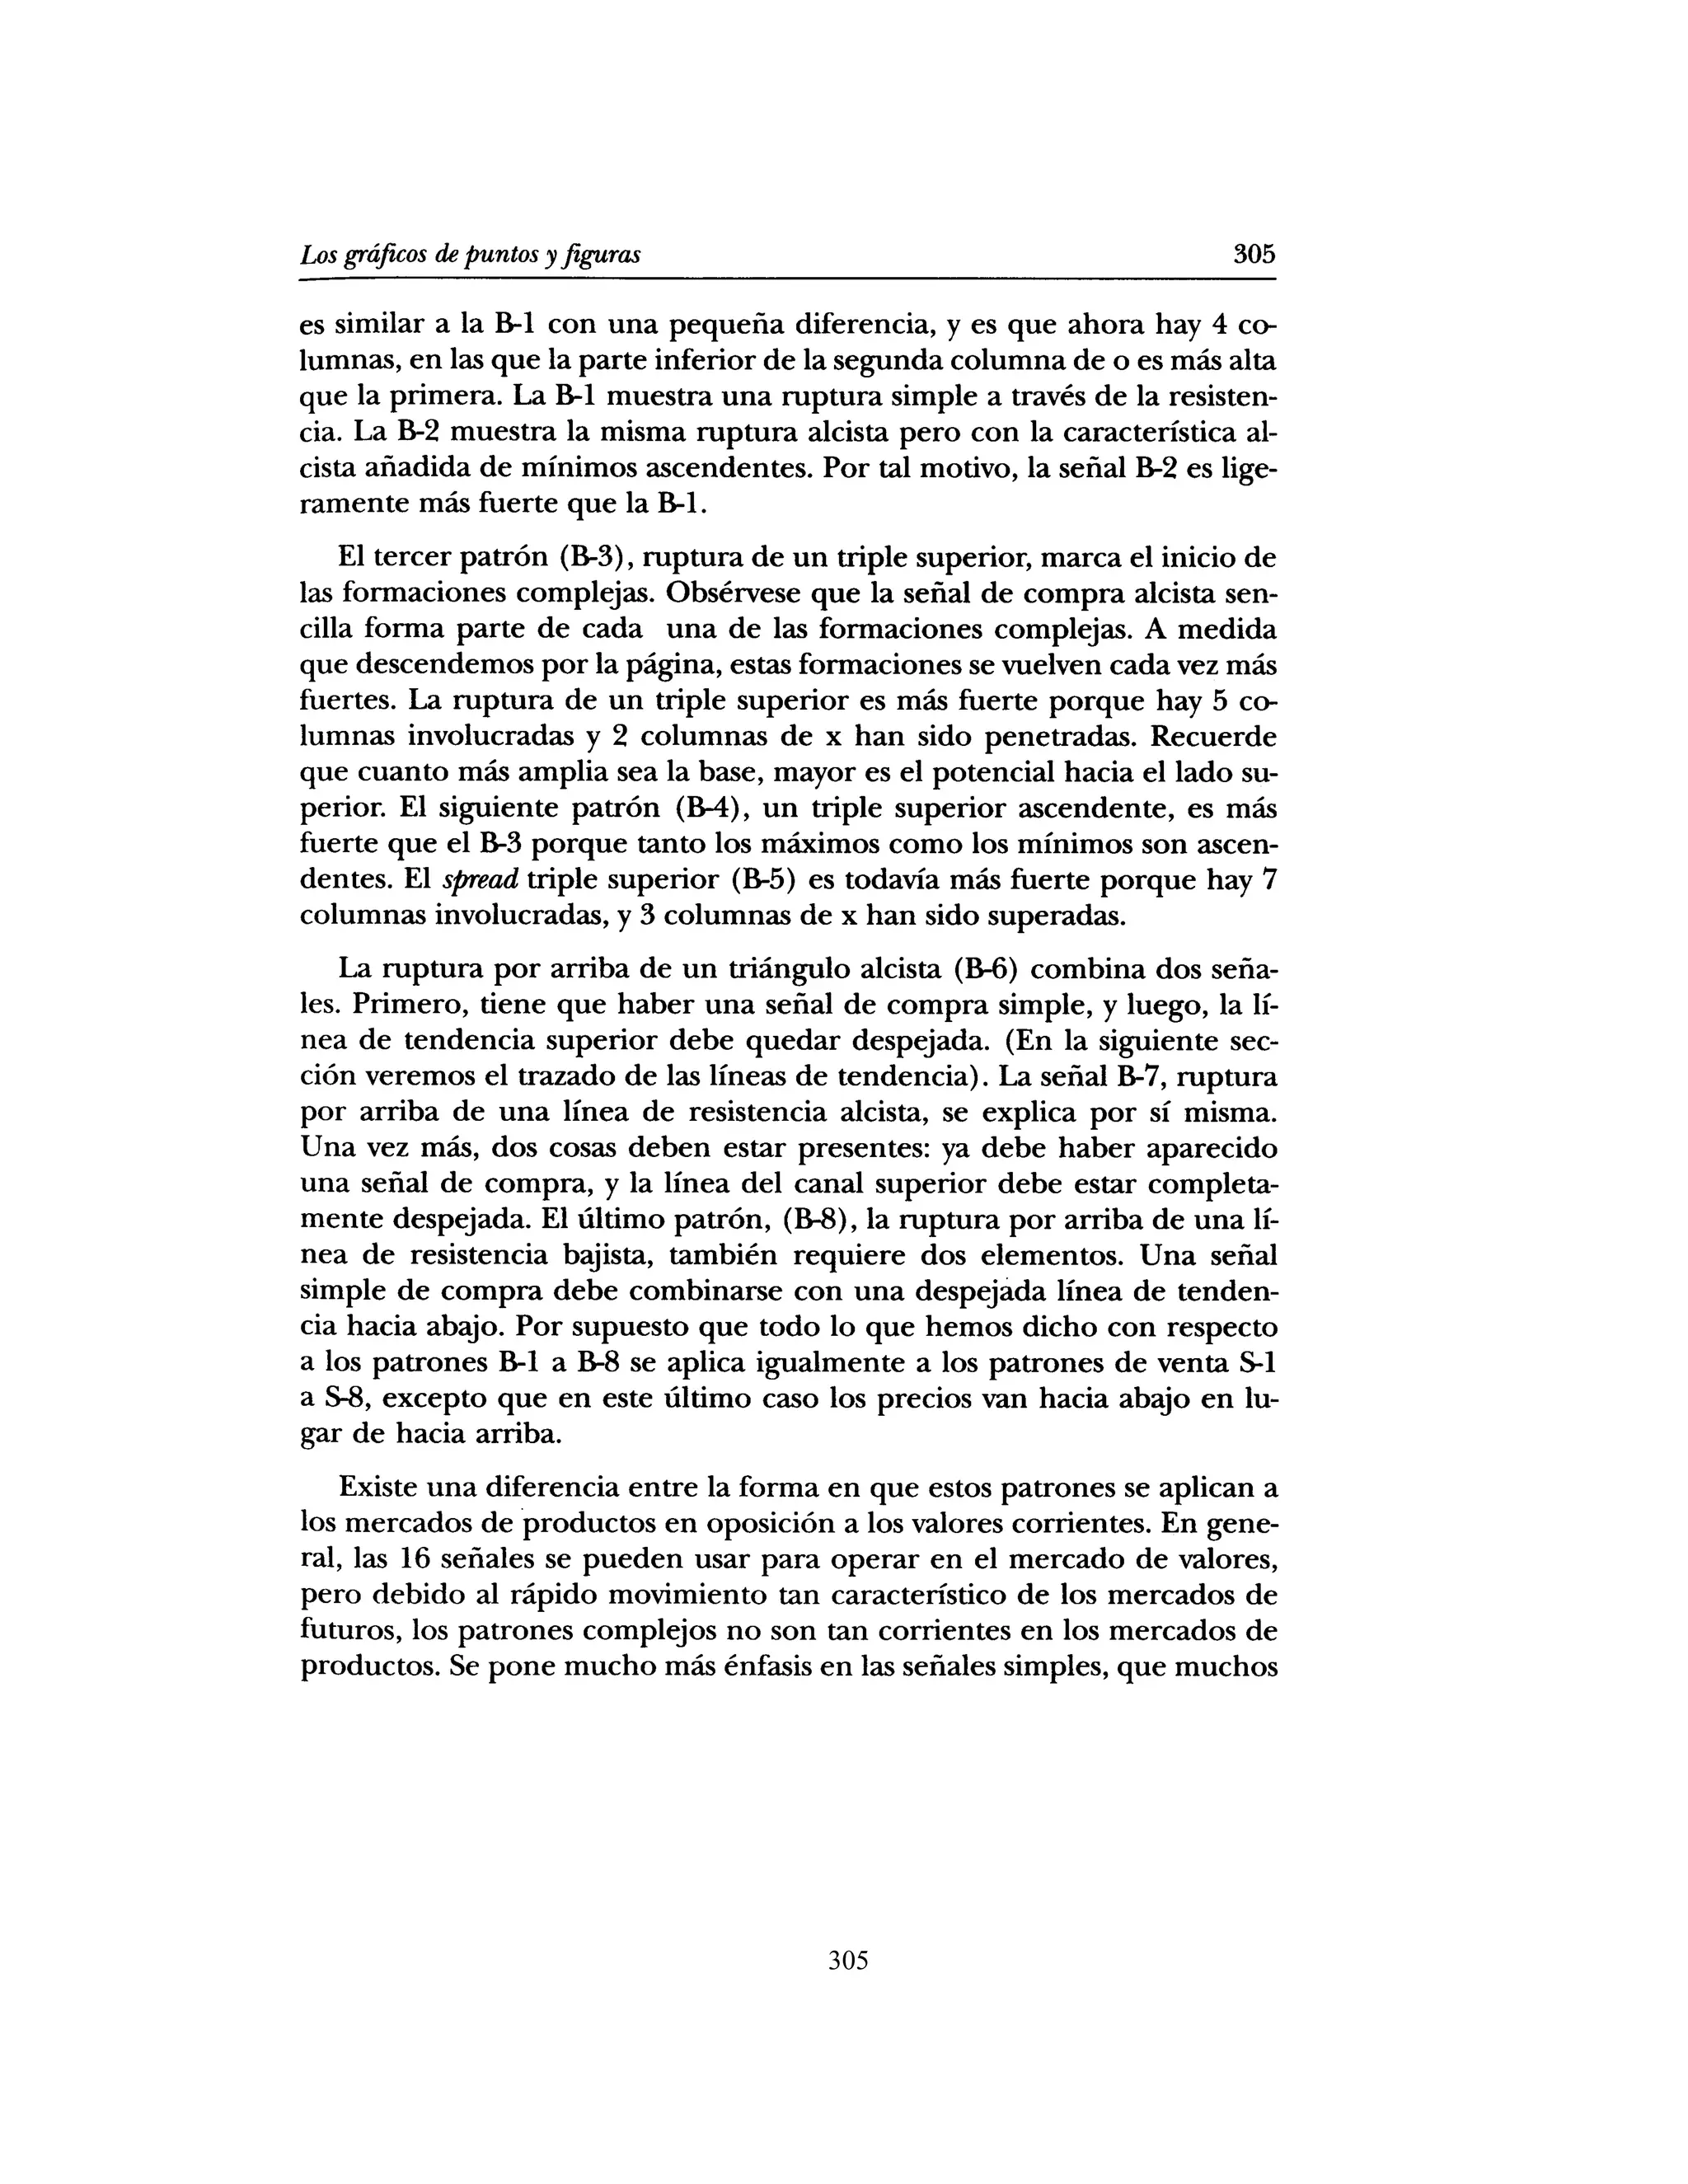 Los gráficos de puntos y figuras 305
es similar a la B-1 con una pequeña diferencia, y es que ahora hay 4 co-
lumnas, en las que la parte inferior de la segunda columna de o es más alta
que la primera. La B-1 muestra una ruptura simple a través de la resisten-
cia. La B-2 muestra la misma ruptura alcista pero con la característica al-
cista añadida de mínimos ascendentes. Por tal motivo, la señal B-2 es lige-
ramente más fuerte que la B-1.
El tercer patrón (B-3), ruptura de un triple superior, marca el inicio de
las formaciones complejas. Obsérvese que la señal de compra alcista sen-
cilla forma parte de cada una de las formaciones complejas. A medida
que descendemos por la página, estas formaciones se vuelven cada vez más
fuertes. La ruptura de un triple superior es más fuerte porque hay 5 co-
lumnas involucradas y 2 columnas de x han sido penetradas. Recuerde
que cuanto más amplia sea la base, mayor es el potencial hacia el lado su-
perior. El siguiente patrón (B-4), un triple superior ascendente, es más
fuerte que el B-3 porque tanto los máximos como los mínimos son ascen-
dentes. El spread triple superior (B-5) es todavía más fuerte porque hay 7
columnas involucradas, y 3 columnas de x han sido superadas.
La ruptura por arriba de un triángulo alcista (B-6) combina dos seña-
les. Primero, tiene que haber una señal de compra simple, y luego, la lí-
nea de tendencia superior debe quedar despejada. (En la siguiente sec-
ción veremos el trazado de las líneas de tendencia). La señal B-7, ruptura
por arriba de una línea de resistencia alcista, se explica por sí misma.
Una vez más, dos cosas deben estar presentes: ya debe haber aparecido
una señal de compra, y la línea del canal superior debe estar completa-
mente despejada. El último patrón, (B-8), la ruptura por arriba de una lí-
nea de resistencia bajista, también requiere dos elementos. Una señal
simple de compra debe combinarse con una despejada línea de tenden-
cia hacia abajo. Por supuesto que todo lo que hemos dicho con respecto
a los patrones B-1 a B-8 se aplica igualmente a los patrones de venta S-1
a S-8, excepto que en este último caso los precios van hacia abajo en lu-
gar de hacia arriba.
Existe una diferencia entre la forma en que estos patrones se aplican a
los mercados de productos en oposición a los valores corrientes. En gene-
ral, las 16 señales se pueden usar para operar en el mercado de valores,
pero debido al rápido movimiento tan característico de los mercados de
futuros, los patrones complejos no son tan corrientes en los mercados de
productos. Se pone mucho más énfasis en las señales simples, que muchos
305